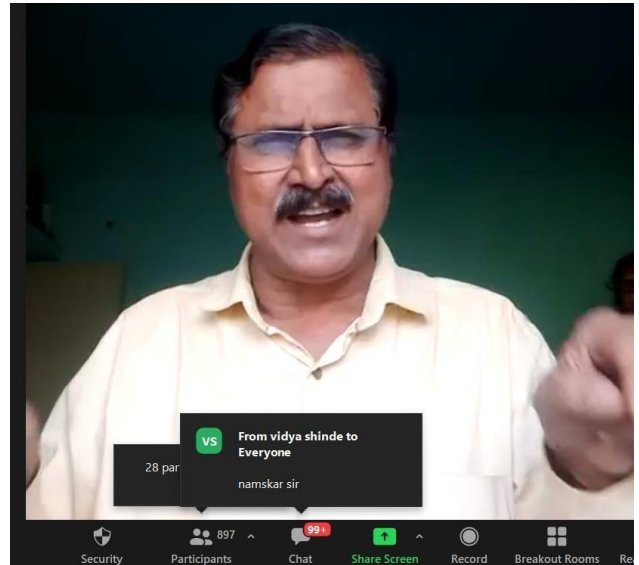 VS
From vidya shinde to
Everyone
28 par
namskar sir
897
99+
Security
Participants
Chat
Share Screen
Record
Breakout Rooms
Rea